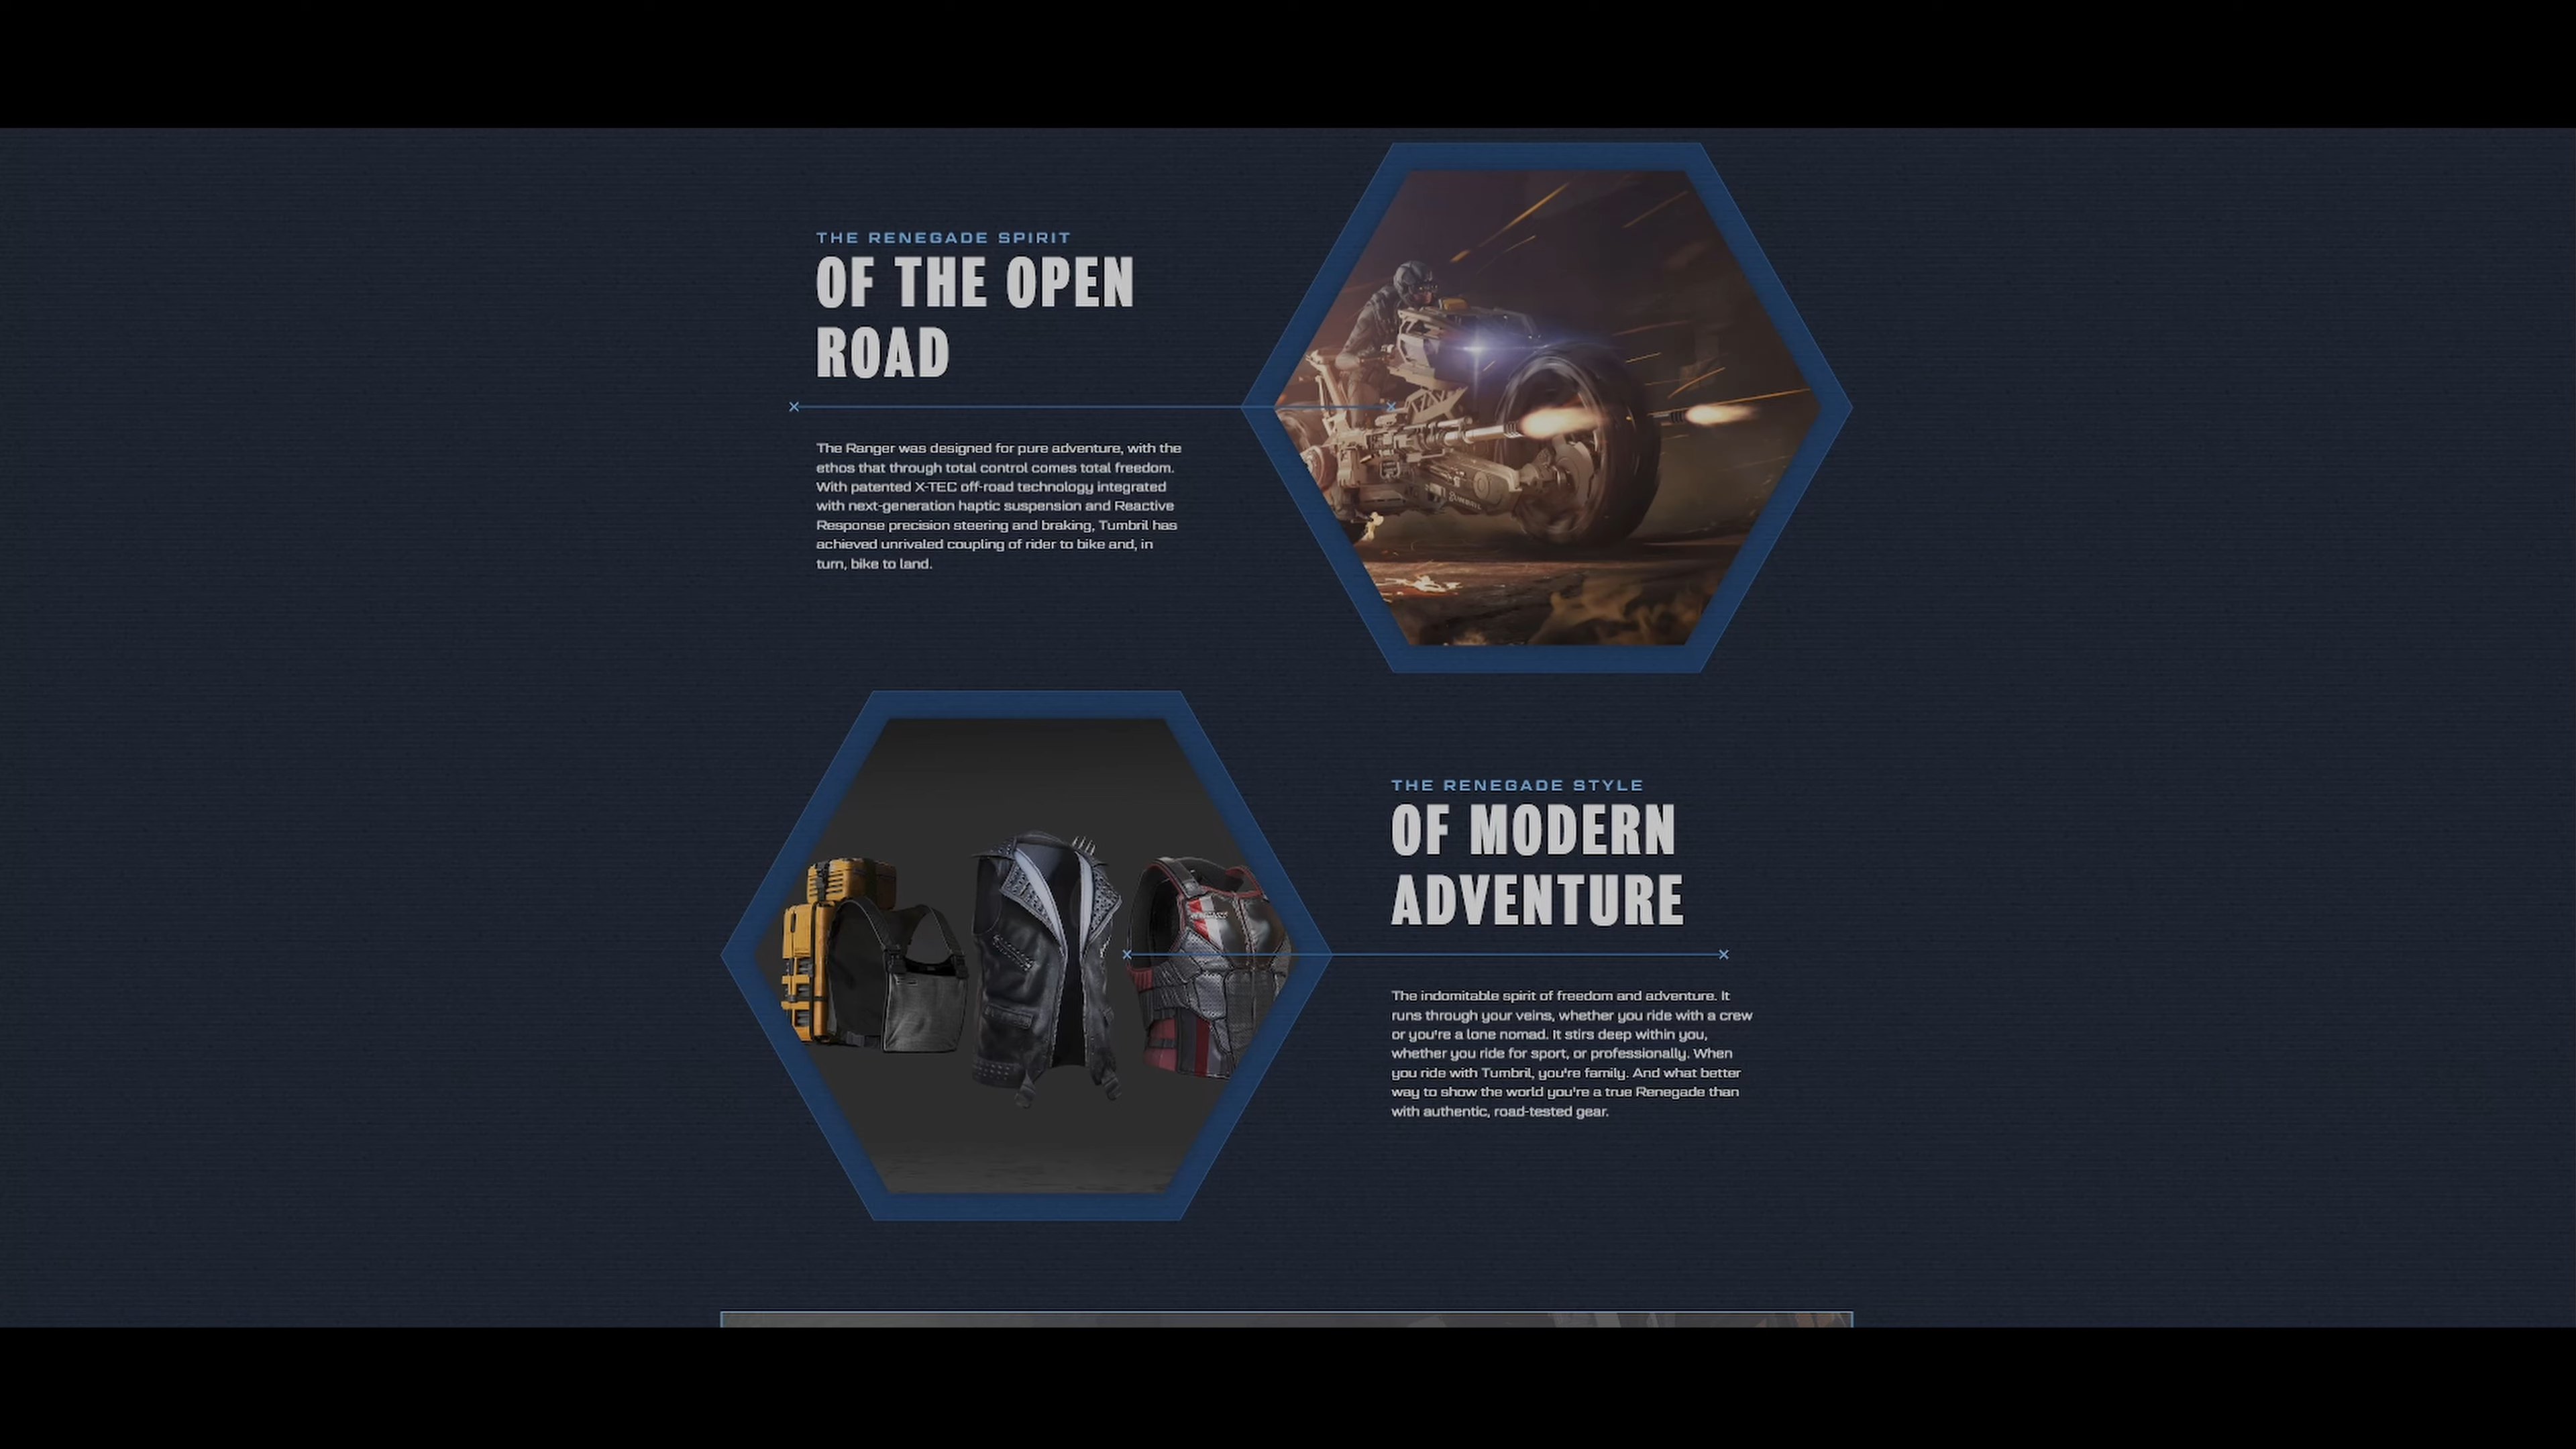 THE RENEGADE SPIRIT
OF THE OPEN
ROAD
The Ranger was designed for pure adventure, with the
ethos that through total control comes total freedom.
With patented X-TEC off-road technology integrated
with next-generation haptic suspension and Reactive
Response precision steering and braking, Tumbril has
achieved unrivaled coupling of rider to bike and, in
turn, bike to land.
THE RENEGADE STYLE
OF MODERN
ADVENTURE
The indomitable spirit of freedom and adventure. It
runs through your veins, whether you ride with a crew
or you're a lone nomad. It stirs deep within you,
whether you ride for sport, or professionally. When
you ride with Tumbril, you're family. And what better
way to show the world you're a true Renegade than
with authentic, road-tested gear.